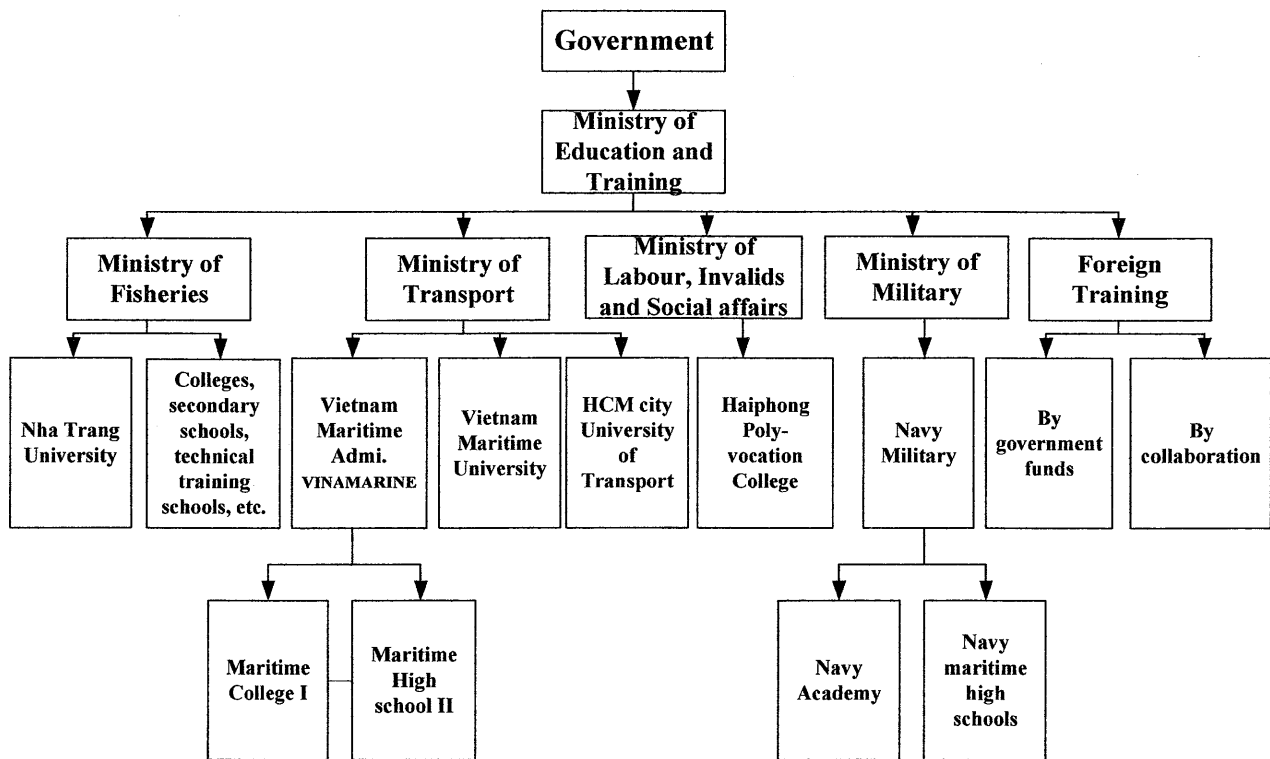 Government
Ministry of
Education and
Training
Ministry of
Fisheries
Ministry of
Transport
Ministry of
Labour, Invalids
and Social affairs
Ministry of
Military
Foreign
Training
Nha Trang
University
Colleges,
secondary
schools,
technical
training
schools, etc.
Vietnam
Maritime
Admi.
VINAMARINE
Vietnam
Maritime
University
HCM city
University
of
Transport
Haiphong
Poly-
vocation
College
Navy
Military
By
government
funds
By
collaboration
Maritime
College I
Maritime
High
school II
Navy
Academy
Navy
maritime
high
schools